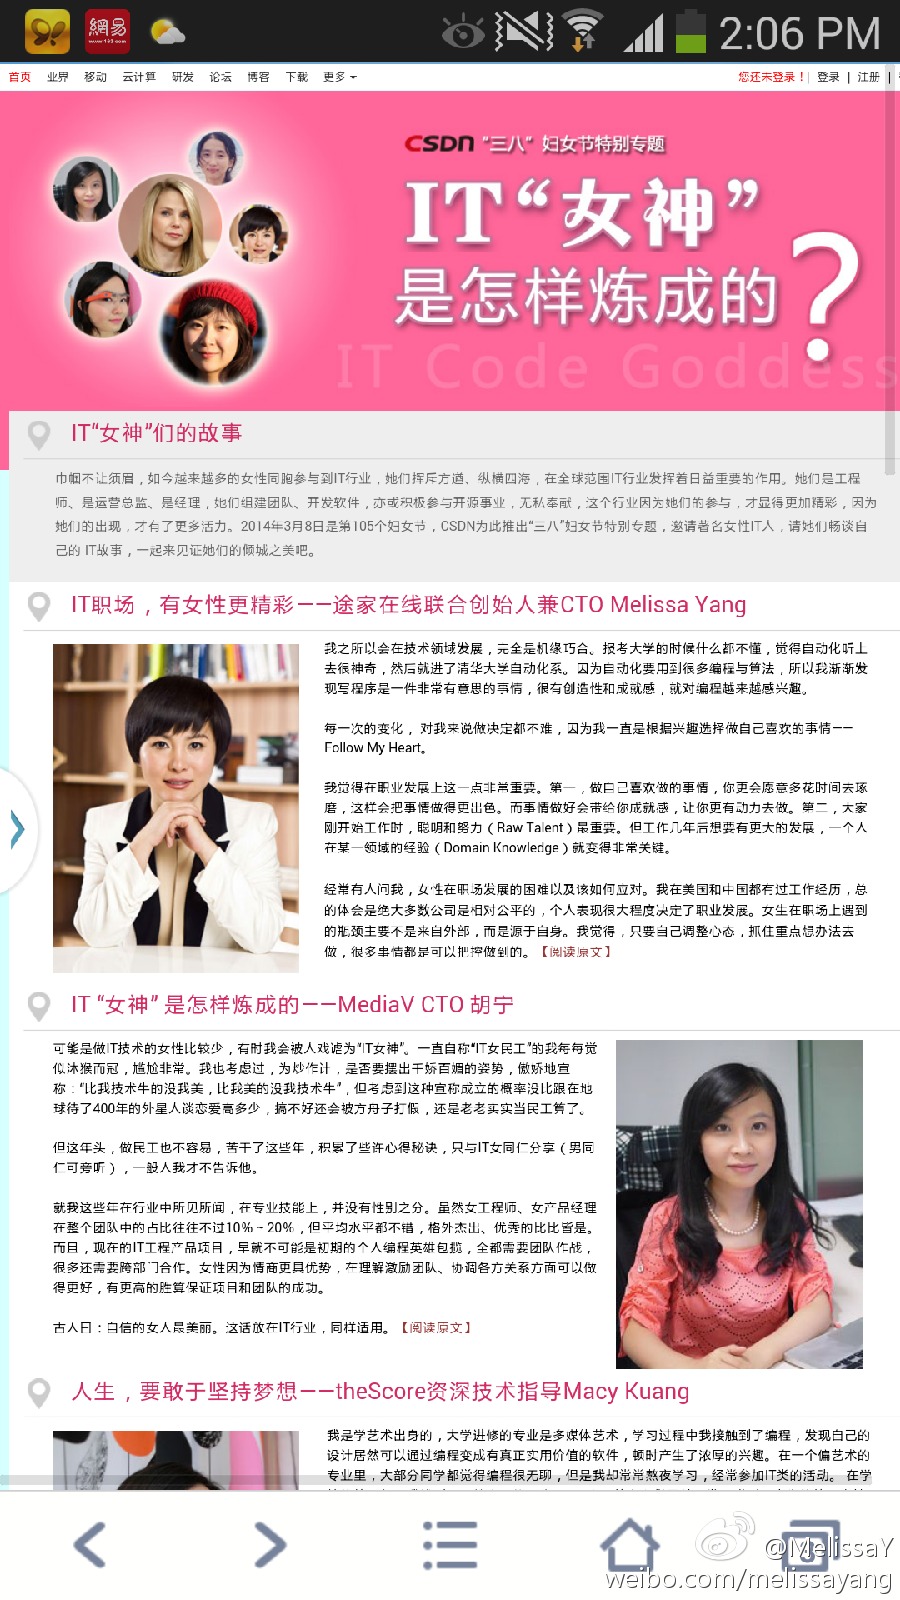 網易
www.163.com
2:06 PM
首页 业界 移动 云计算 研发 论坛 博客 下载 更多
您还未登录！| 登录 | 注册 |
CSDN “三八” 妇女节特别专题
IT“女神”
是怎样炼成的？
IT Code Goddess
IT“女神”们的故事
巾帼不让须眉，如今越来越多的女性同胞参与到IT行业，她们挥斥方遒、纵横四海，在全球范围IT行业发挥着日益重要的作用。她们是工程
师、是运营总监、是经理，她们组建团队、开发软件，亦或积极参与开源事业，无私奉献，这个行业因为她们的参与，才显得更加精彩，因为
她们的出现，才有了更多活力。2014年3月8日是第105个妇女节，CSDN为此推出“三八”妇女节特别专题，邀请著名女性IT人，请她们畅谈自
己的 IT故事，一起来见证她们的倾城之美吧。
IT职场，有女性更精彩——途家在线联合创始人兼CTO Melissa Yang
我之所以会在技术领域发展，完全是机缘巧合。报考大学的时候什么都不懂，觉得自动化听上
去很神奇，然后就进了清华大学自动化系。因为自动化要用到很多编程与算法，所以我渐渐发
现写程序是一件非常有意思的事情，很有创造性和成就感，就对编程越来越感兴趣。
每一次的变化， 对我来说做决定都不难，因为我一直是根据兴趣选择做自己喜欢的事情——
Follow My Heart。
我觉得在职业发展上这一点非常重要。第一，做自己喜欢做的事情，你更会愿意多花时间去琢
磨，这样会把事情做得更出色。而事情做好会带给你成就感，让你更有动力去做。第二，大家
刚开始工作时，聪明和努力（Raw Talent）最重要。但工作几年后想要有更大的发展，一个人
在某一领域的经验（Domain Knowledge）就变得非常关键。
经常有人问我，女性在职场发展的困难以及该如何应对。我在美国和中国都有过工作经历，总
的体会是绝大多数公司是相对公平的，个人表现很大程度决定了职业发展。女生在职场上遇到
的瓶颈主要不是来自外部，而是源于自身。我觉得，只要自己调整心态，抓住重点想办法去
做，很多事情都是可以把控做到的。【阅读原文】
IT “女神” 是怎样炼成的——MediaV CTO 胡宁
可能是做IT技术的女性比较少，有时我会被人戏谑为“IT女神”。一直自称“IT女民工”的我每每觉
似沐猴而冠，尴尬非常。我也考虑过，为炒作计，是否要摆出千娇百媚的姿势，傲娇地宣
称：“比我技术牛的没我美，比我美的没我技术牛”，但考虑到这种宣称成立的概率没比跟在地
球待了400年的外星人谈恋爱高多少，搞不好还会被方舟子打假，还是老老实实当民工算了。
但这年头，做民工也不容易，苦干了这些年，积累了些许心得秘诀，只与IT女同仁分享（男同
仁可旁听），一般人我才不告诉他。
就我这些年在行业中所见所闻，在专业技能上，并没有性别之分。虽然女工程师、女产品经理
在整个团队中的占比往往不过10%~20%，但平均水平都不错，格外杰出、优秀的比比皆是。
而且，现在的IT工程产品项目，早就不可能是初期的个人编程英雄包揽，全都需要团队作战，
很多还需要跨部门合作。女性因为情商更具优势，在理解激励团队、协调各方关系方面可以做
得更好，有更高的胜算保证项目和团队的成功。
古人曰：自信的女人最美丽。这话放在IT行业，同样适用。【阅读原文】
人生，要敢于坚持梦想——theScore资深技术指导Macy Kuang
我是学艺术出身的，大学进修的专业是多媒体艺术，学习过程中我接触到了编程，发现自己的
设计居然可以通过编程变成有真正实用价值的软件，顿时产生了浓厚的兴趣。在一个偏艺术的
专业里，大部分同学都觉得编程很无聊，但是我却常常熬夜学习，经常参加IT类的活动。 在学
@MelissaY
weibo.com/melissayang